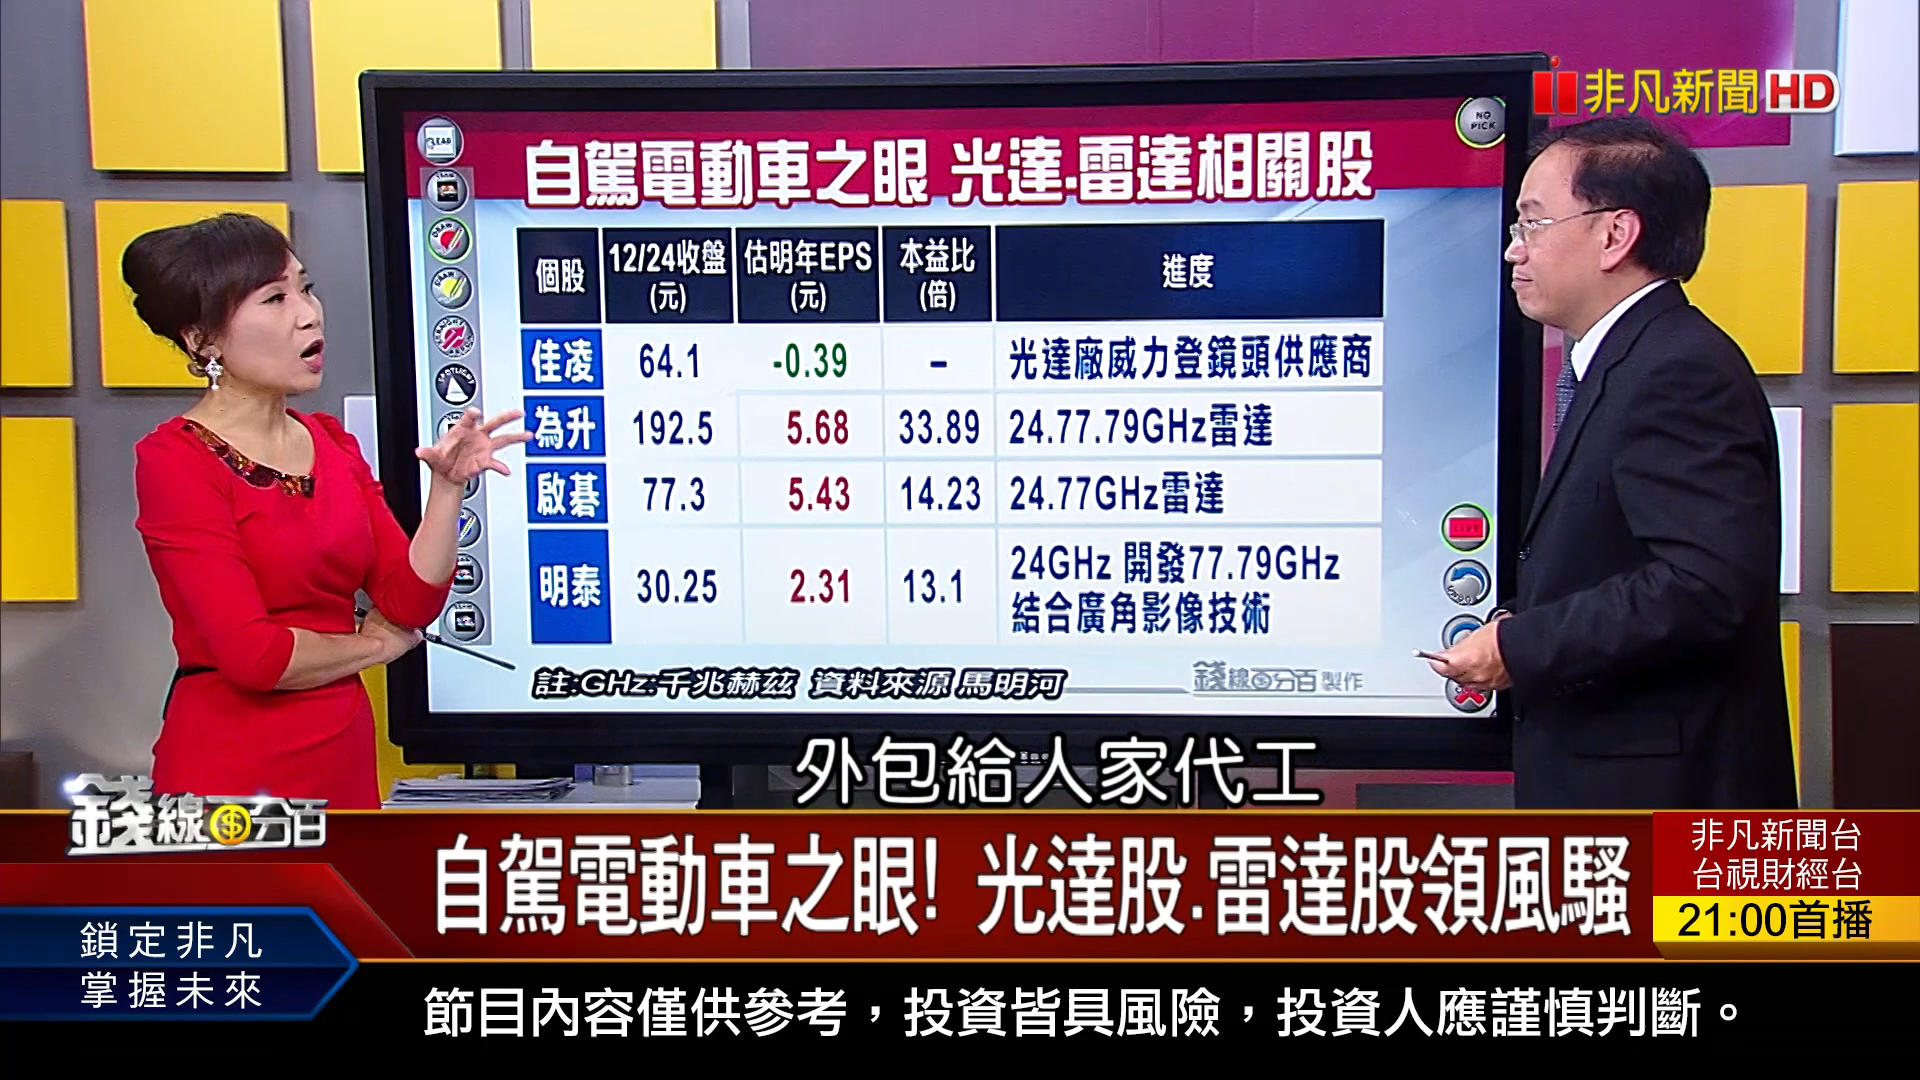 非凡新聞HD
NO PICK
自駕電動車之眼 光達.雷達相關股
個股 12/24收盤(元) 估明年EPS(元) 本益比(倍) 進度
佳凌 64.1 -0.39 – 光達廠威力登鏡頭供應商
為升 192.5 5.68 33.89 24.77.79GHz雷達
啟碁 77.3 5.43 14.23 24.77GHz雷達
明泰 30.25 2.31 13.1 24GHz 開發77.79GHz
結合廣角影像技術
註:GHz:千兆赫茲 資料來源 馬明河
錢線百分百 製作
外包給人家代工
錢線百分百
自駕電動車之眼! 光達股.雷達股領風騷
非凡新聞台
台視財經台
21:00首播
鎖定非凡
掌握未來
節目內容僅供參考，投資皆具風險，投資人應謹慎判斷。